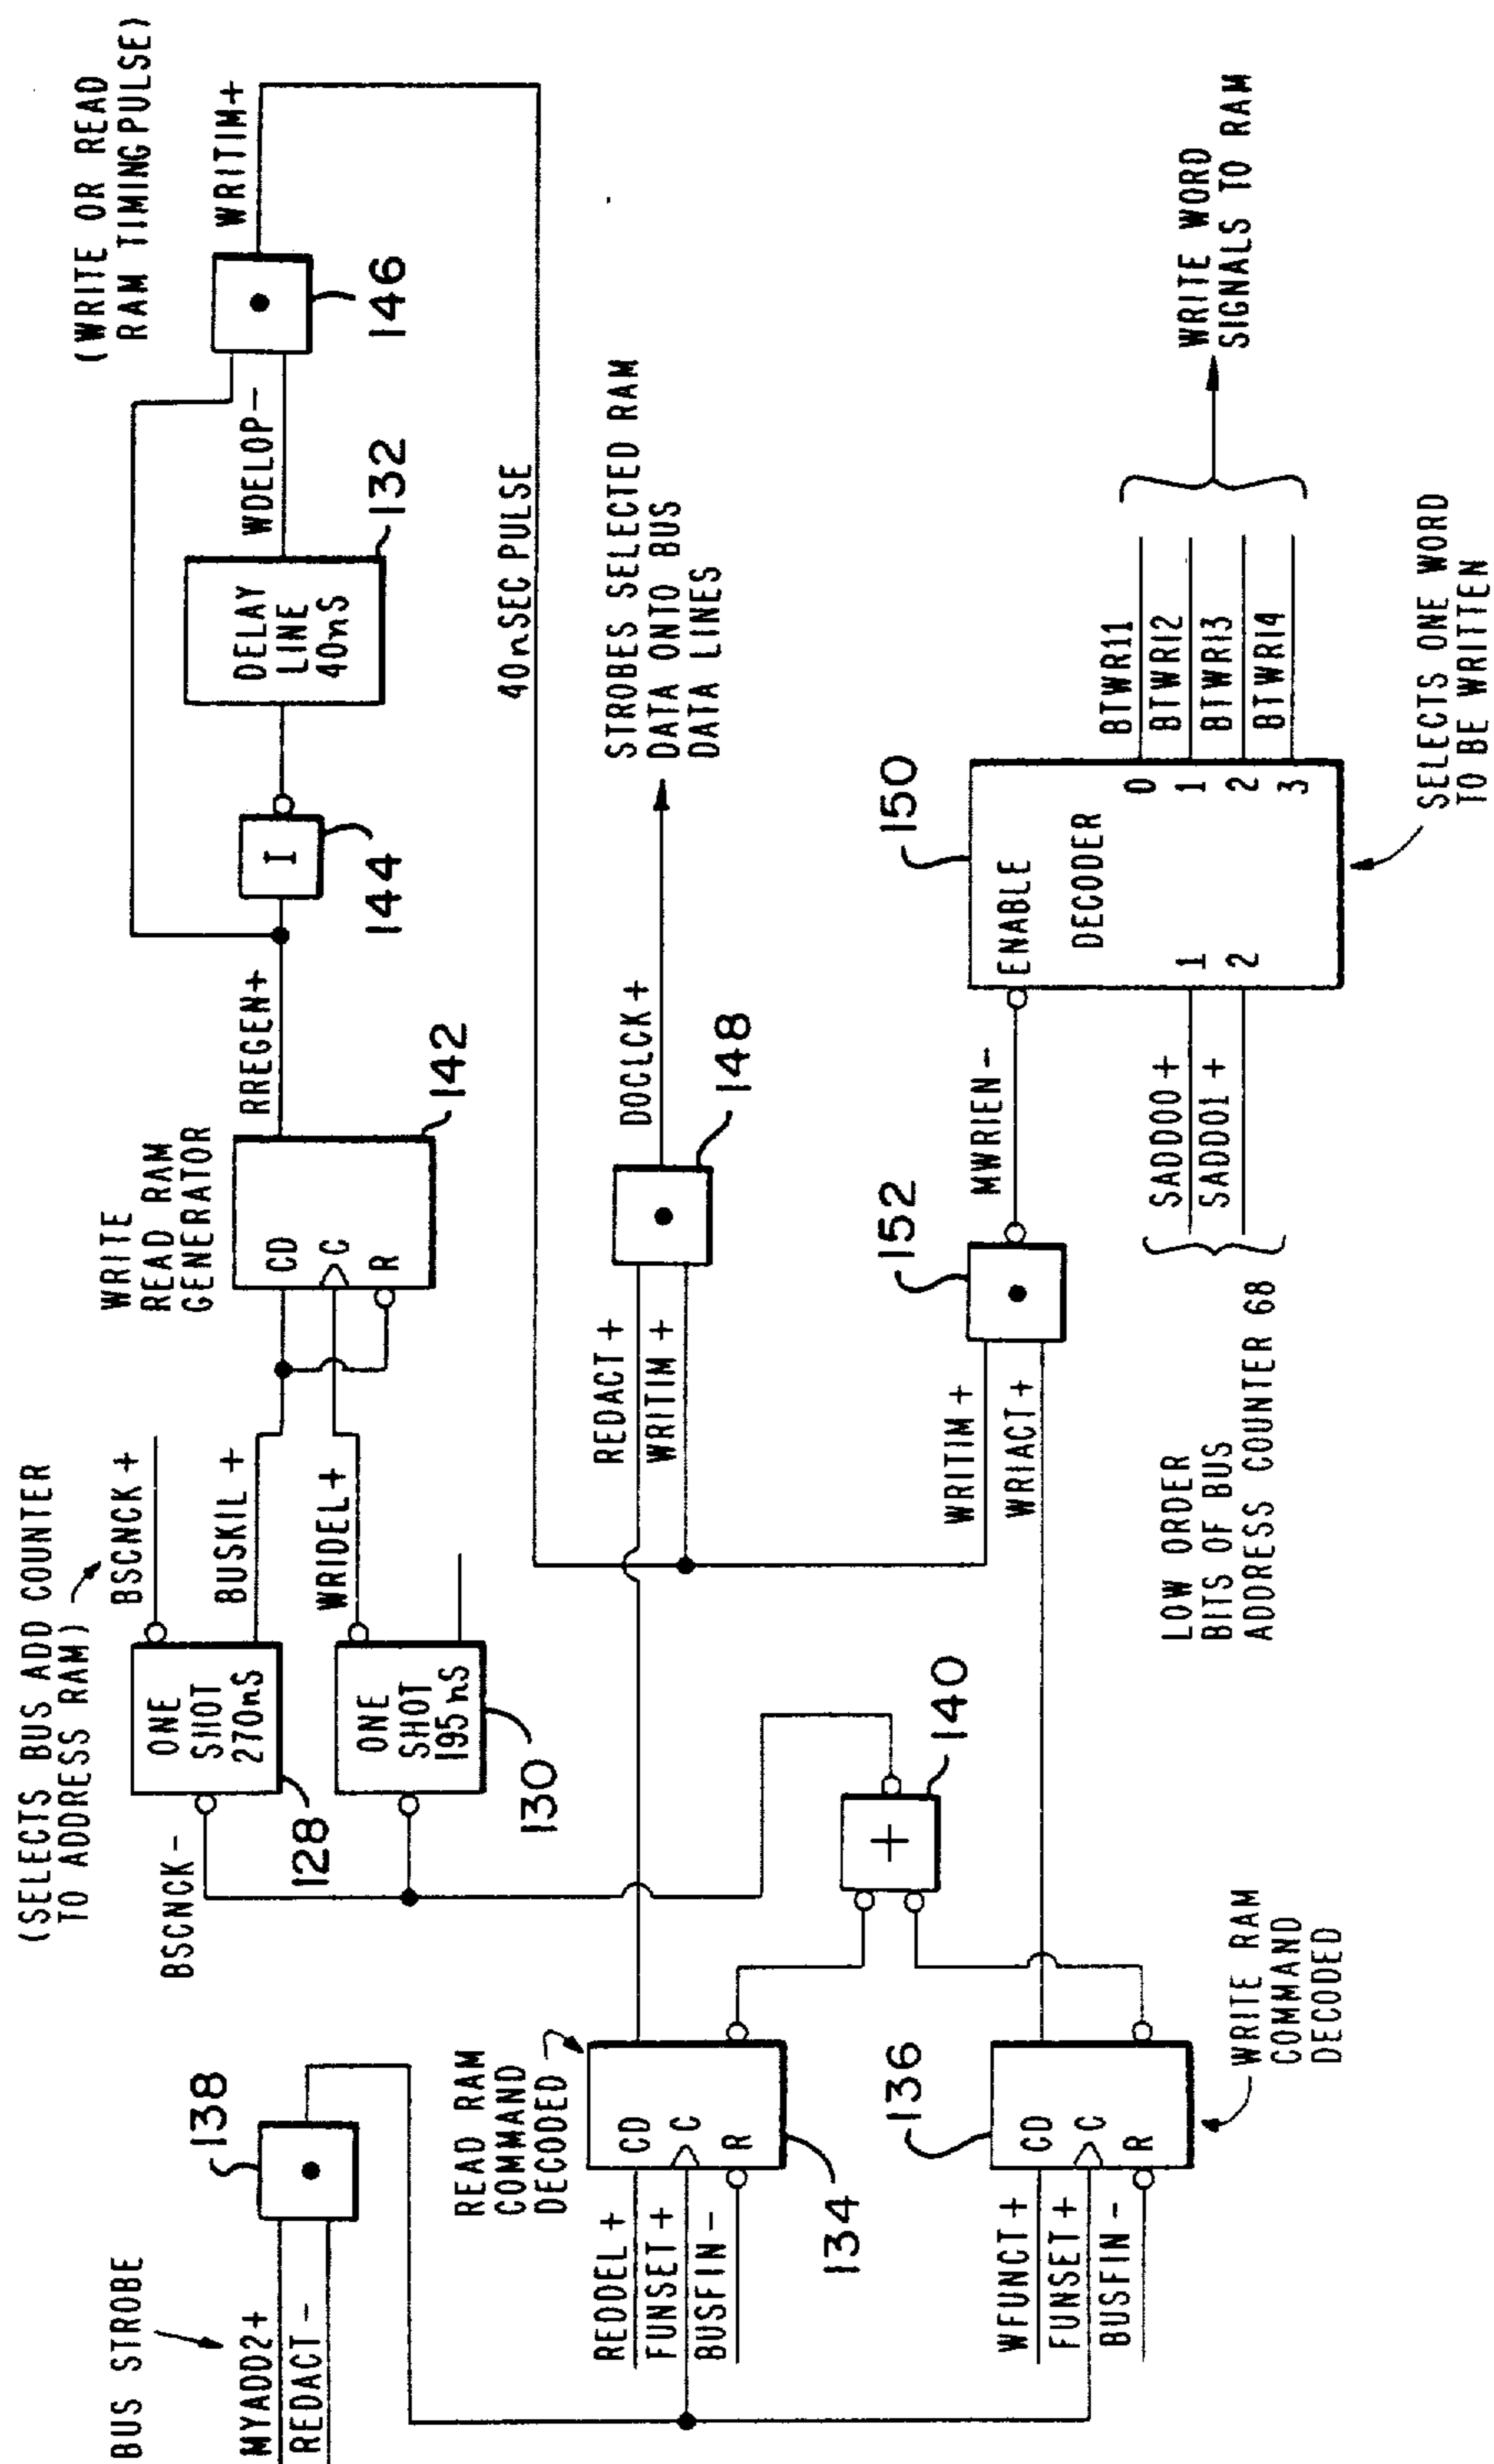 (SELECTS BUS ADD COUNTER
TO ADDRESS RAM)
BSCNCK +
BSCNCK -
ONE
SHOT
270nS
128
BUSKIL +
ONE
SHOT
195nS
130
WRIDEL+
WRITE
READ RAM
GENERATOR
CD
C
R
142
RREGEN+
I
144
DELAY
LINE
40nS
132
WDELOP-
146
(WRITE OR READ
RAM TIMING PULSE)
WRITIM+
40nSEC PULSE
BUS STROBE
MYADD2+
REDACT -
138
READ RAM
COMMAND
DECODED
REDDEL +
FUNSET +
BUSFIN -
CD
C
R
134
136
WFUNCT+
FUNSET+
BUSFIN -
CD
C
R
WRITE RAM
COMMAND
DECODED
+
140
REDACT +
WRITIM +
148
DOCLCK +
STROBES SELECTED RAM
DATA ONTO BUS
DATA LINES
WRITIM +
WRIACT+
152
MWRIEN-
150
ENABLE
DECODER
1
2
0
1
2
3
SADD00+
SADD01 +
LOW ORDER
BITS OF BUS
ADDRESS COUNTER 68
BTWR11
BTWRI2
BTWRI3
BTWRI4
WRITE WORD
SIGNALS TO RAM
SELECTS ONE WORD
TO BE WRITTEN